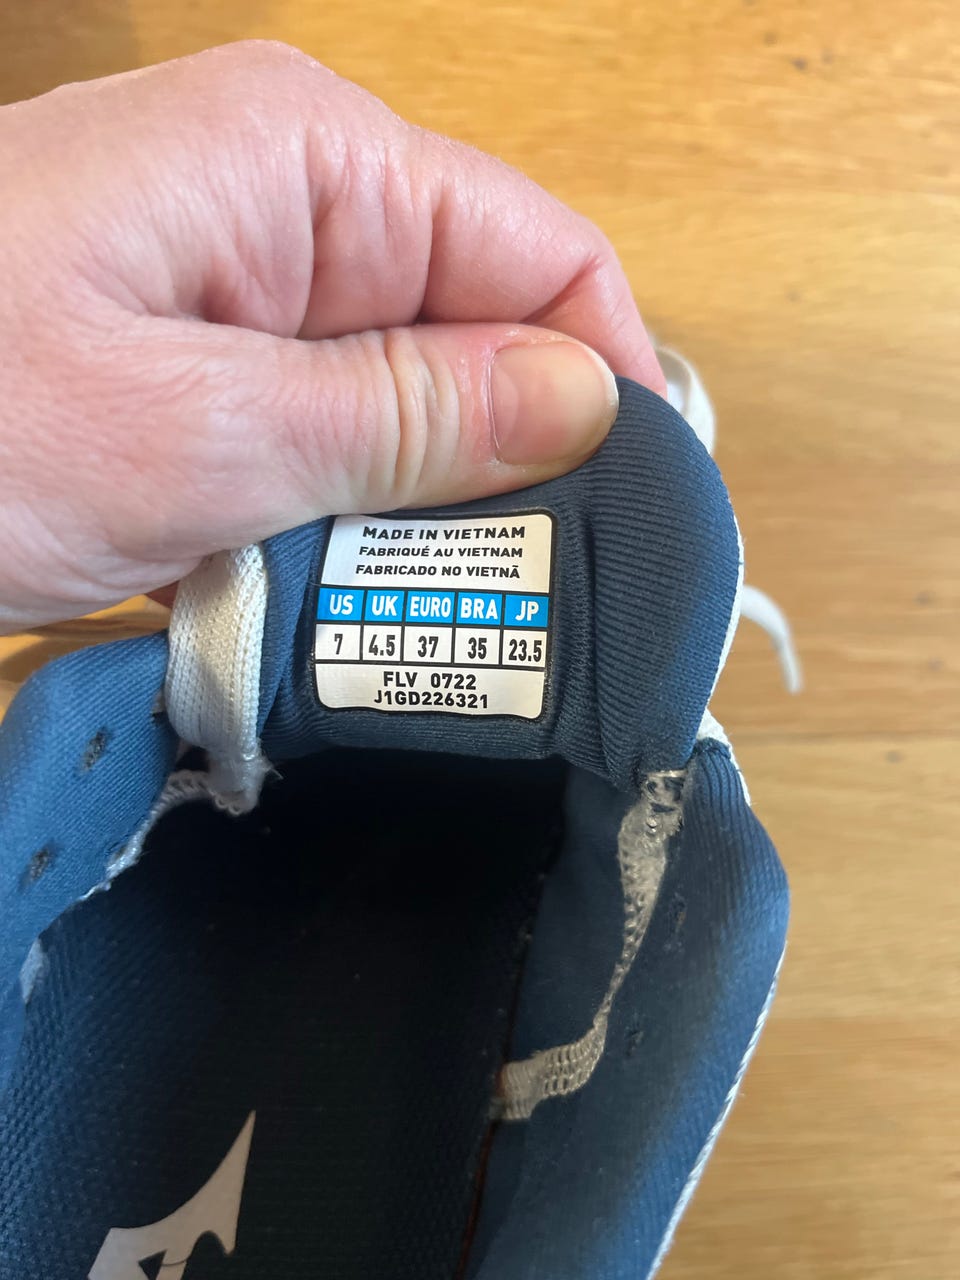 MADE IN VIETNAM
FABRIQUÉ AU VIETNAM
FABRICADO NO VIETNÃ
US UK EURO BRA JP
7 4.5 37 35 23.5
FLV 0722
J1GD226321